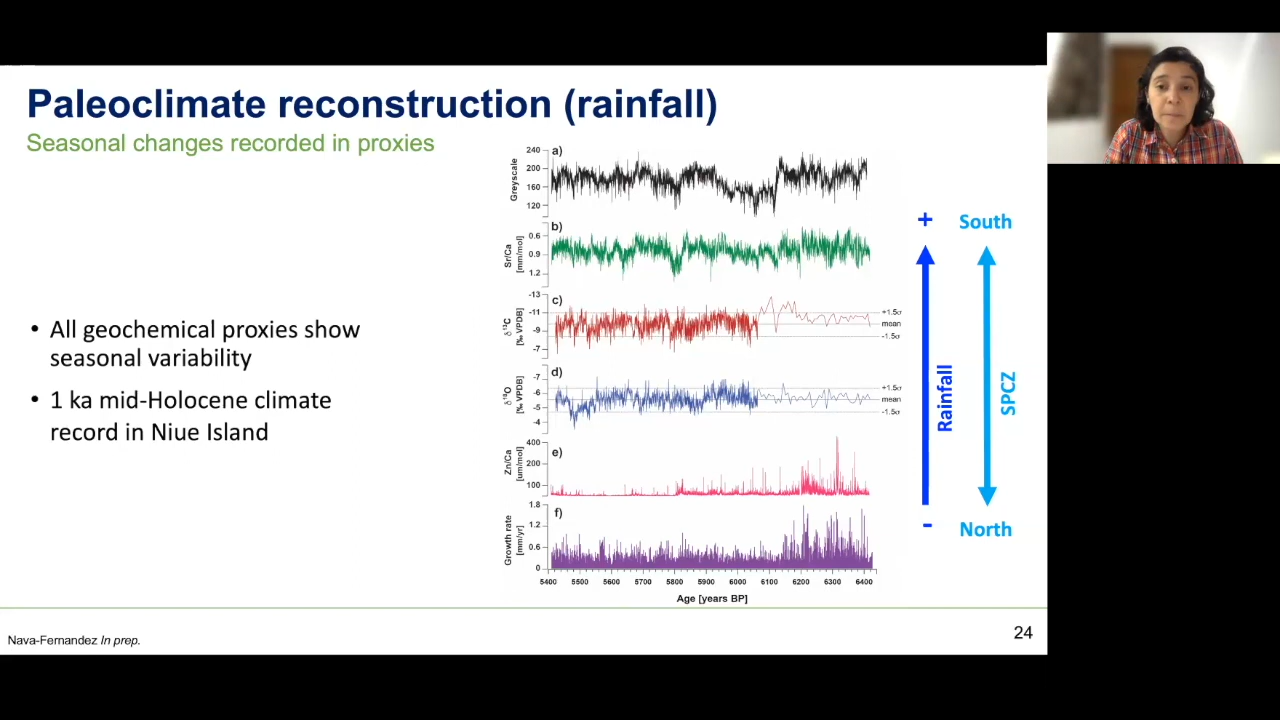 Paleoclimate reconstruction (rainfall)
Seasonal changes recorded in proxies
• All geochemical proxies show
seasonal variability
• 1 ka mid-Holocene climate
record in Niue Island
a)
Greyscale
240
200
160
120
b)
Sr/Ca
[mm/mol]
0.6
0.9
1.2
c)
δ13C
[‰ VPDB]
-13
-11
-9
-7
+1.5σ
mean
-1.5σ
d)
δ18O
[‰ VPDB]
-7
-6
-5
-4
+1.5σ
mean
-1.5σ
e)
Zn/Ca
[um/mol]
400
200
100
f)
Growth rate
[mm/yr]
1.8
1.2
0.6
0
5400 5500 5600 5700 5800 5900 6000 6100 6200 6300 6400
Age [years BP]
+ South
Rainfall
SPCZ
- North
Nava-Fernandez In prep.
24